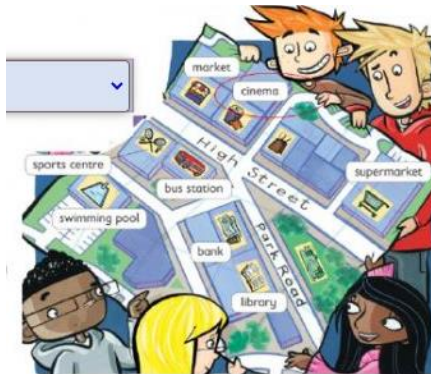 market
cinema
High Street
sports centre
bus station
supermarket
swimming pool
bank
Park Road
library